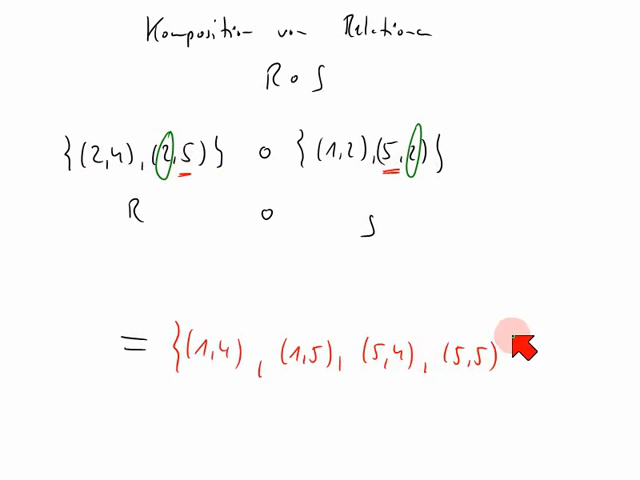 Komposition von Relationen
R ∘ S
{(2,4), (2,5)} ∘ {(1,2), (5,2)}
R ∘ S
= {(1,4), (1,5), (5,4), (5,5)